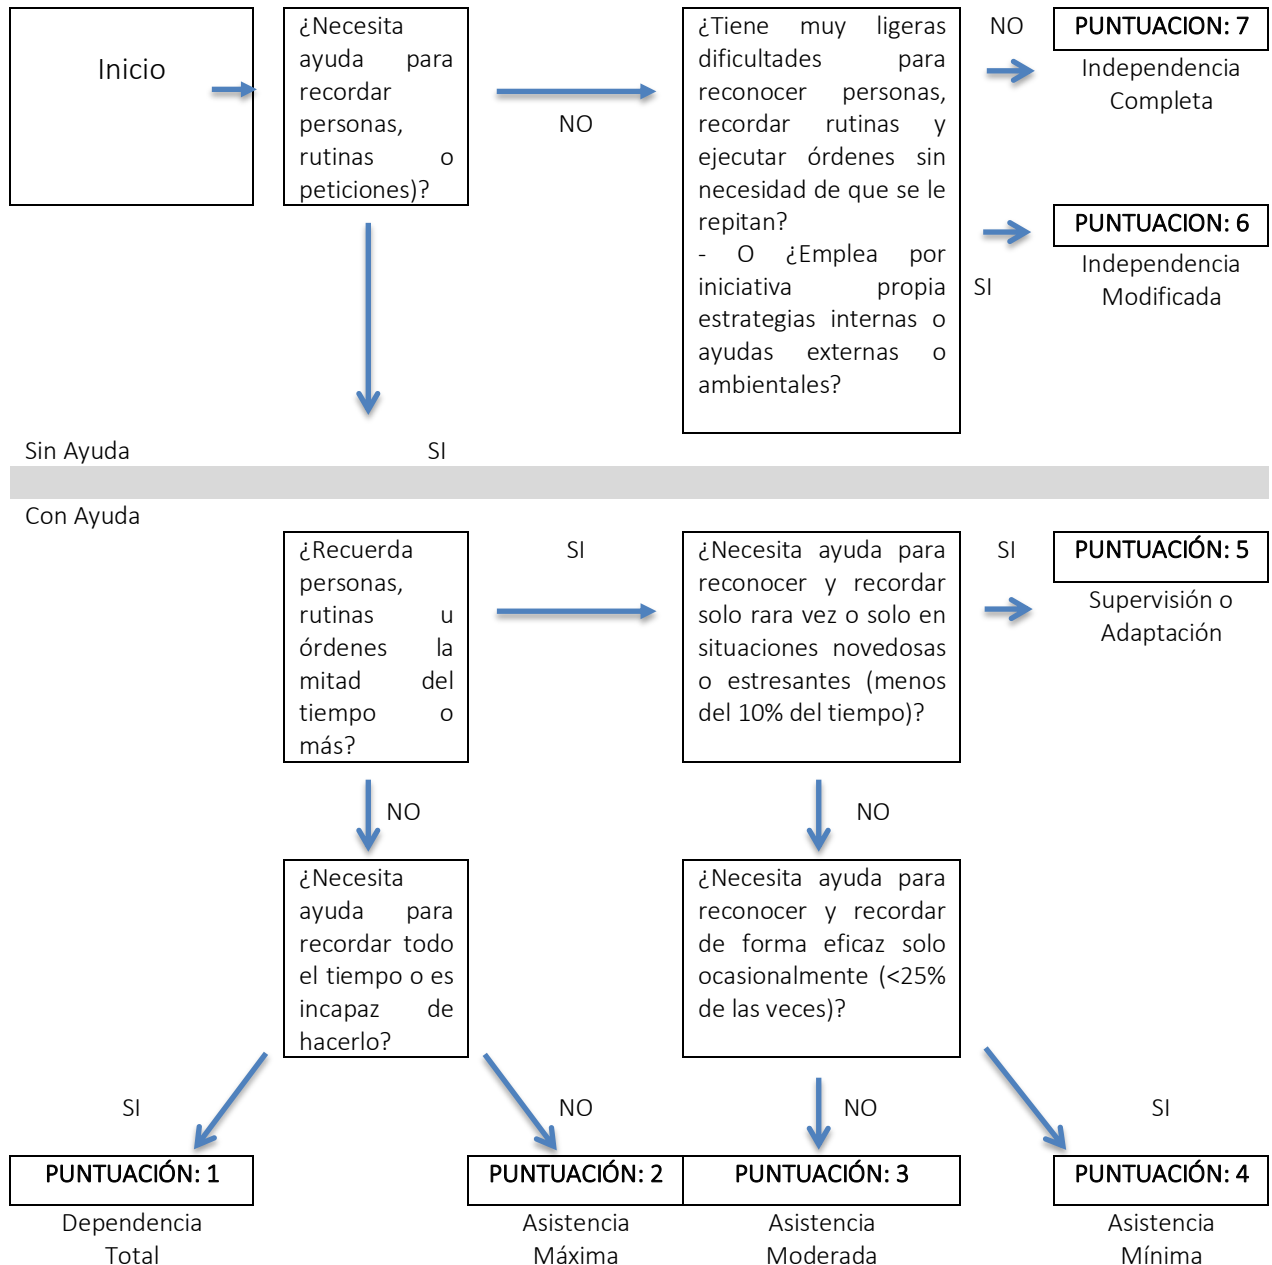 Inicio
¿Necesita
ayuda para
recordar
personas,
rutinas o
peticiones)?
NO
¿Tiene muy ligeras
dificultades para
reconocer personas,
recordar rutinas y
ejecutar órdenes sin
necesidad de que se le
repitan?
- O ¿Emplea por
iniciativa propia
estrategias internas o
ayudas externas o
ambientales?
NO
PUNTUACION: 7
Independencia
Completa
SI
PUNTUACION: 6
Independencia
Modificada
Sin Ayuda
SI
Con Ayuda
¿Recuerda
personas,
rutinas u
órdenes la
mitad del
tiempo o
más?
SI
¿Necesita ayuda para
reconocer y recordar
solo rara vez o solo en
situaciones novedosas
o estresantes (menos
del 10% del tiempo)?
SI
PUNTUACIÓN: 5
Supervisión o
Adaptación
NO
NO
¿Necesita
ayuda para
recordar todo
el tiempo o es
incapaz de
hacerlo?
¿Necesita ayuda para
reconocer y recordar
de forma eficaz solo
ocasionalmente (<25%
de las veces)?
SI
NO
NO
SI
PUNTUACIÓN: 1
Dependencia
Total
PUNTUACIÓN: 2
Asistencia
Máxima
PUNTUACIÓN: 3
Asistencia
Moderada
PUNTUACIÓN: 4
Asistencia
Mínima